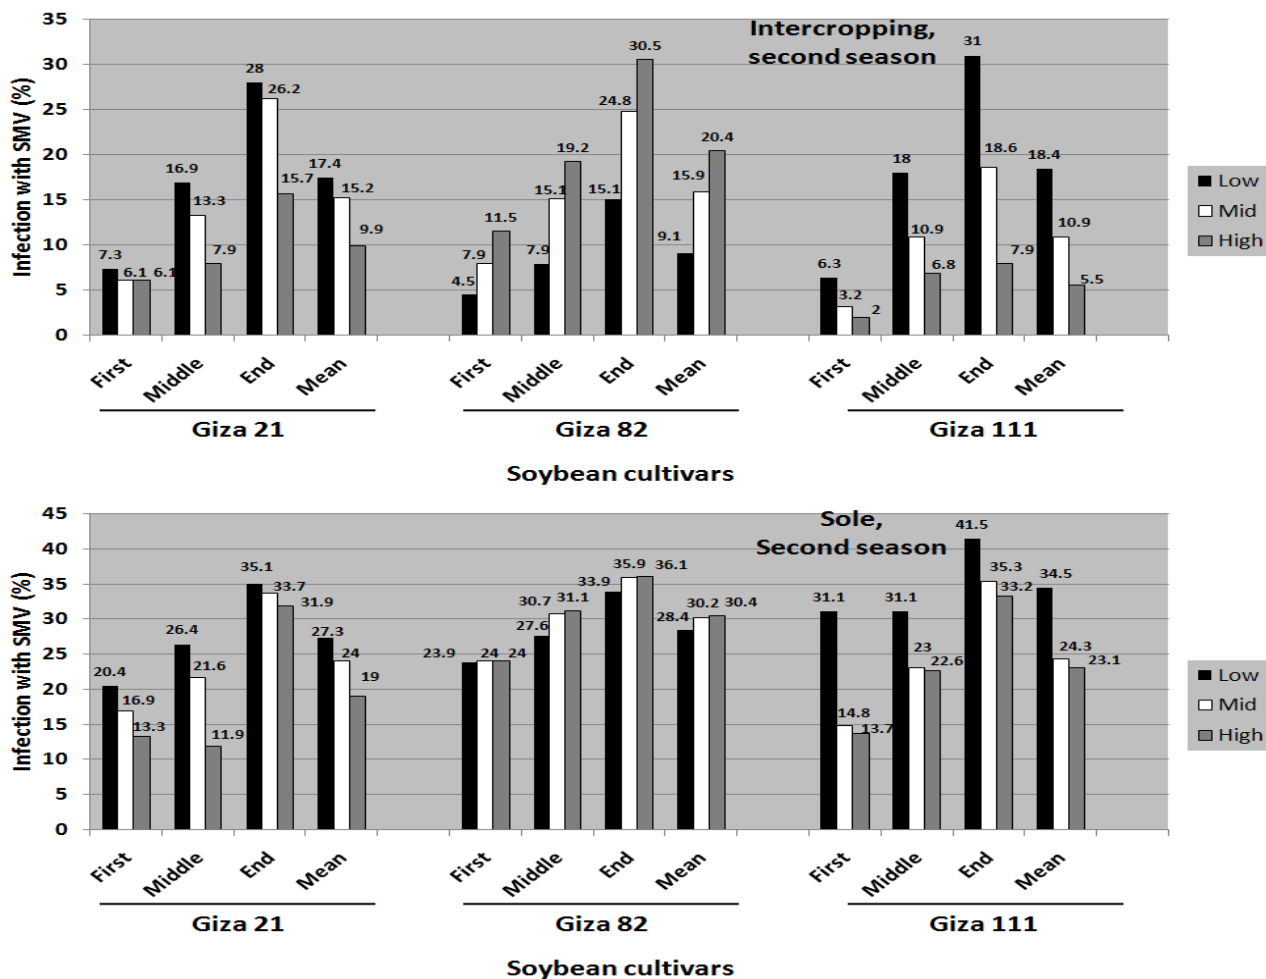 Intercropping,
second season
Infection with SMV (%)
35
30
25
20
15
10
5
0
7.3 6.1 6.1 16.9 13.3 7.9 28 26.2 15.7 17.4 15.2 9.9
4.5 7.9 11.5 7.9 15.1 19.2 15.1 24.8 30.5 9.1 15.9 20.4
6.3 3.2 2 18 10.9 6.8 31 18.6 7.9 18.4 10.9 5.5
Low
Mid
High
First Middle End Mean First Middle End Mean First Middle End Mean
Giza 21 Giza 82 Giza 111
Soybean cultivars
Sole,
Second season
Infection with SMV (%)
45
40
35
30
25
20
15
10
5
0
20.4 16.9 13.3 26.4 21.6 11.9 35.1 33.7 31.9 27.3 24 19
23.9 24 24 27.6 30.7 31.1 33.9 35.9 36.1 28.4 30.2 30.4
31.1 14.8 13.7 31.1 23 22.6 41.5 35.3 33.2 34.5 24.3 23.1
Low
Mid
High
First Middle End Mean First Middle End Mean First Middle End Mean
Giza 21 Giza 82 Giza 111
Soybean cultivars